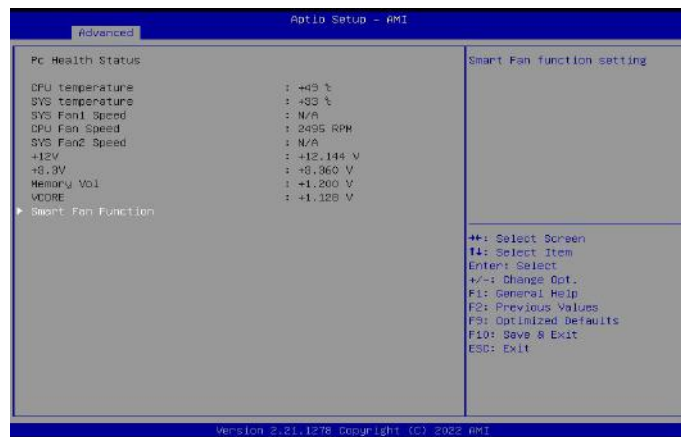 Aptio Setup - AMI
Advanced
Pc Health Status
CPU temperature : +49 ℃
SYS temperature : +33 ℃
SYS Fan1 Speed : N/A
CPU Fan Speed : 2495 RPM
SYS Fan2 Speed : N/A
+12V : +12.144 V
+3.3V : +3.360 V
Memory Vol : +1.200 V
VCORE : +1.128 V
▶ Smart Fan Function
Smart Fan function setting
→←: Select Screen
↑↓: Select Item
Enter: Select
+/-: Change Opt.
F1: General Help
F2: Previous Values
F9: Optimized Defaults
F10: Save & Exit
ESC: Exit
Version 2.21.1278 Copyright (C) 2022 AMI